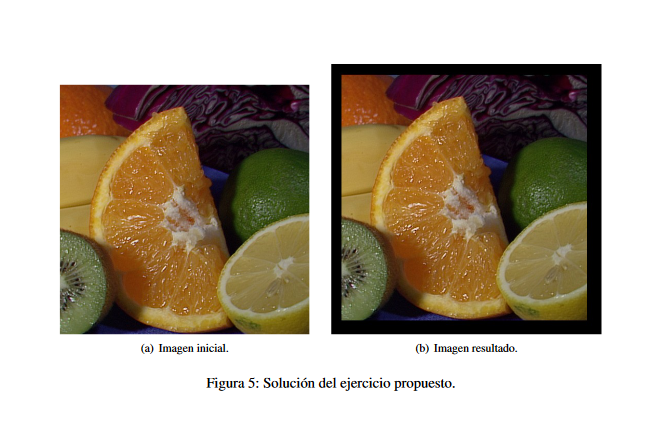 (a) Imagen inicial.
(b) Imagen resultado.
Figura 5: Solución del ejercicio propuesto.